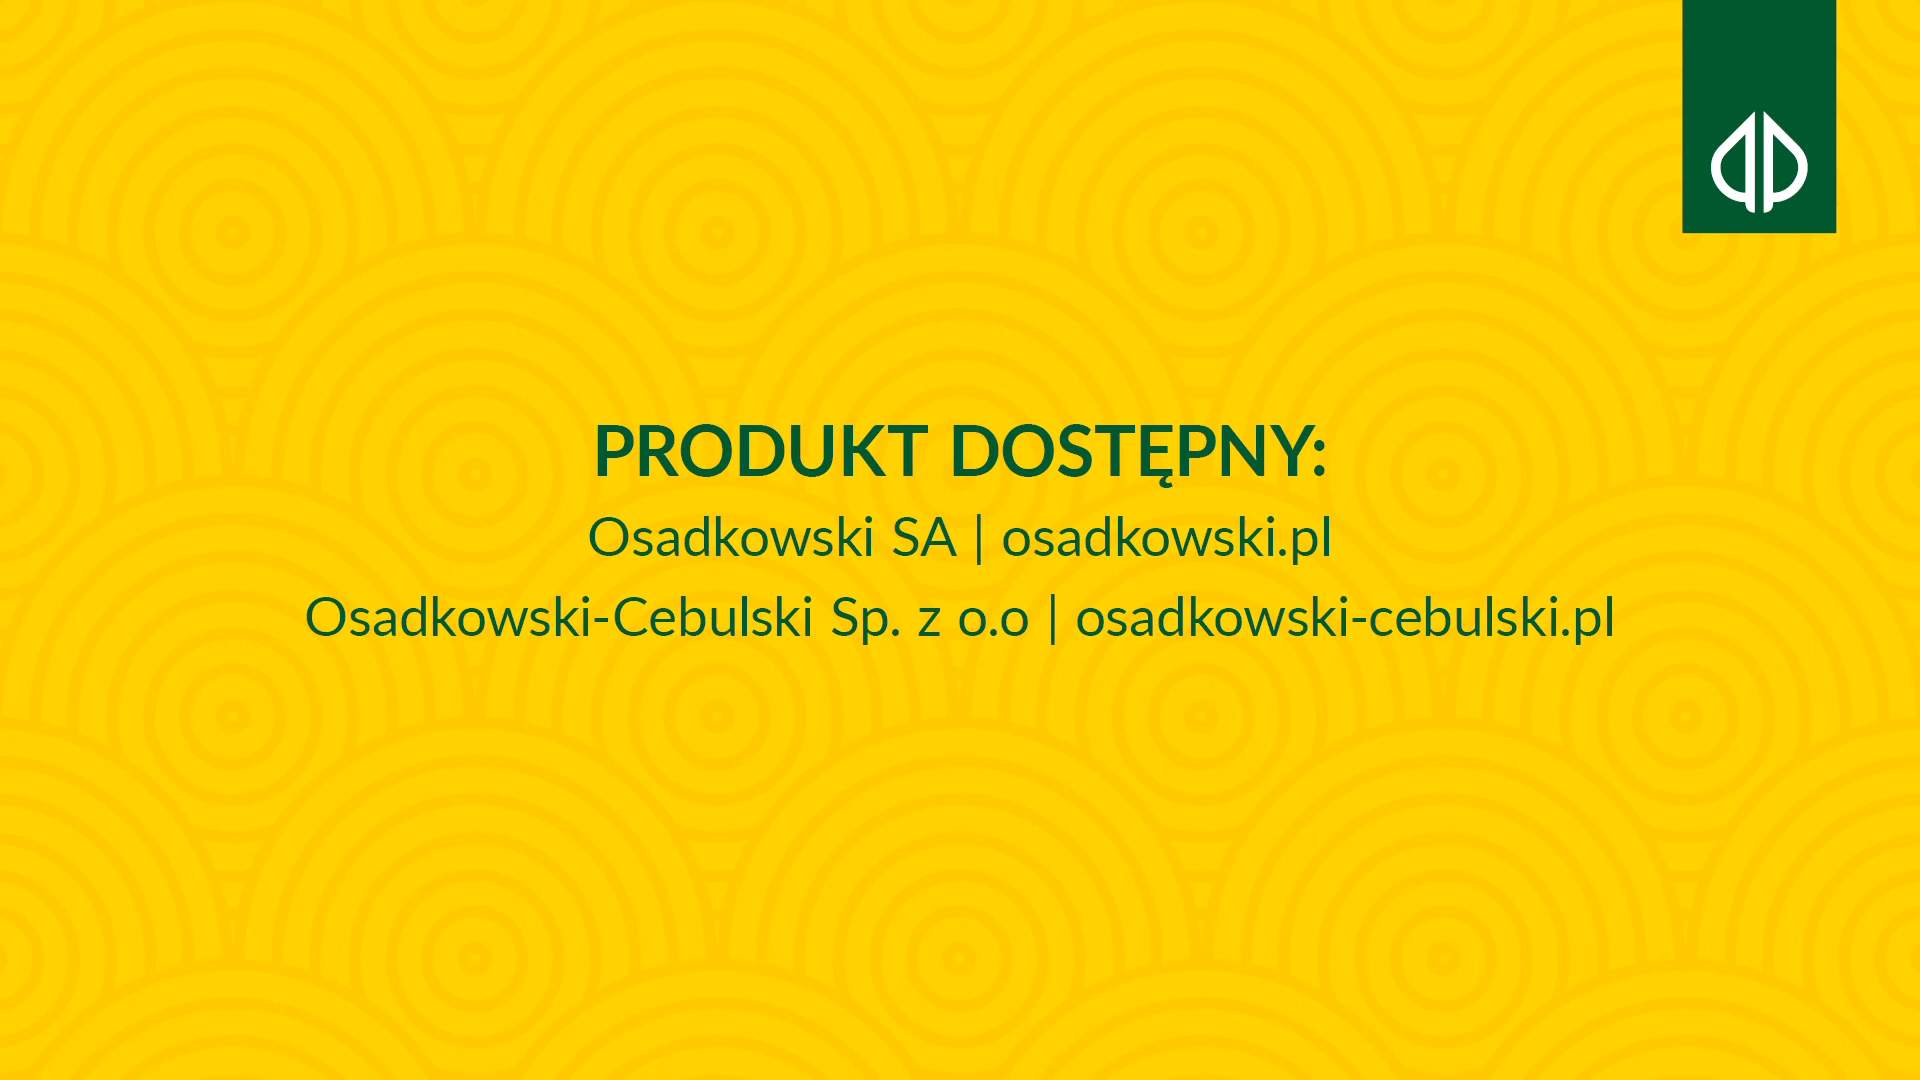 PRODUKT DOSTĘPNY:
Osadkowski SA | osadkowski.pl
Osadkowski-Cebulski Sp. z o.o | osadkowski-cebulski.pl